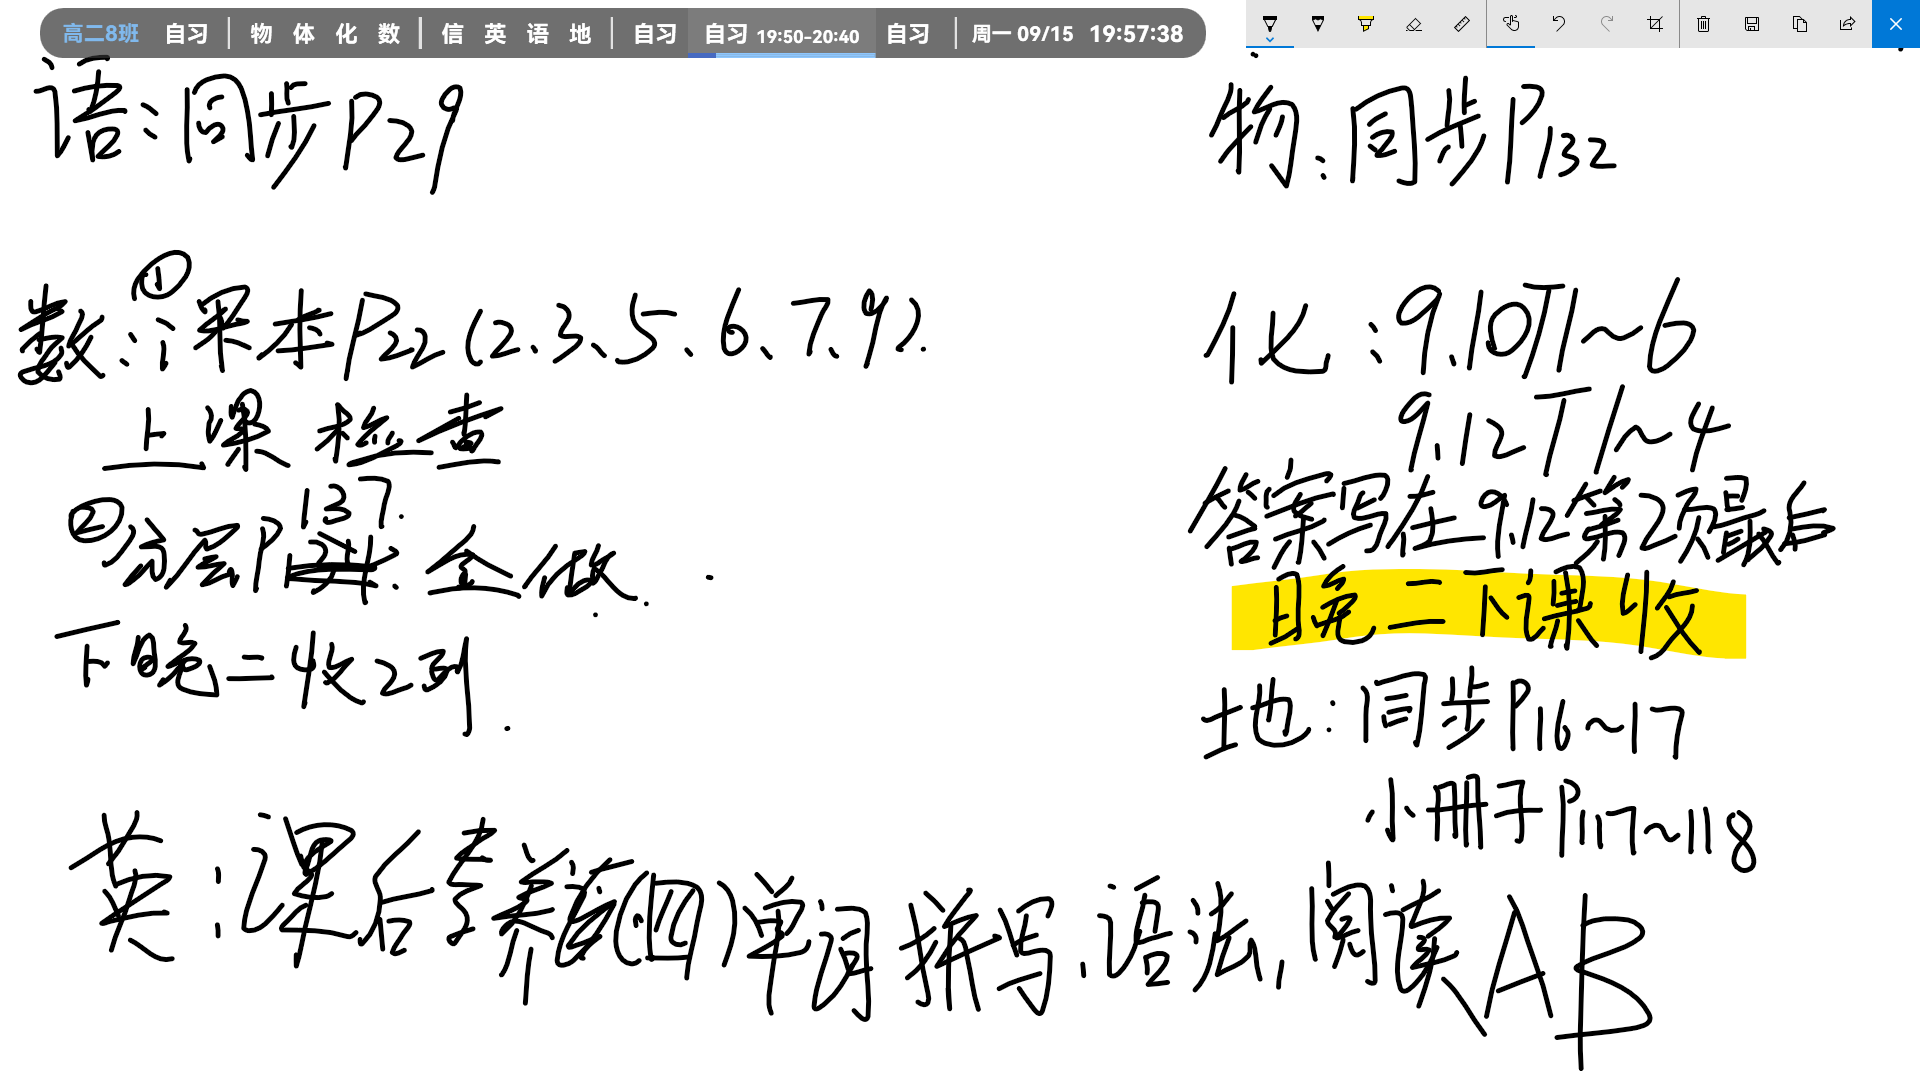 高二8班 自习 | 物 体 化 数 | 信 英 语 地 | 自习 自习 19:50-20:40 自习 | 周一 09/15 19:57:38
语:同步P29
数:①课本P22(2、3、5、6、7、9).
上课检查
②分层P137. 全做.
下晚二收2列.
物:同步P132
化:9.10T1~6
9.12T1~4
答案写在9.12第2项最后
晚二下课收
地:同步P16~17
小册子P117~118
英:课后素养(四)单词拼写、语法,阅读AB